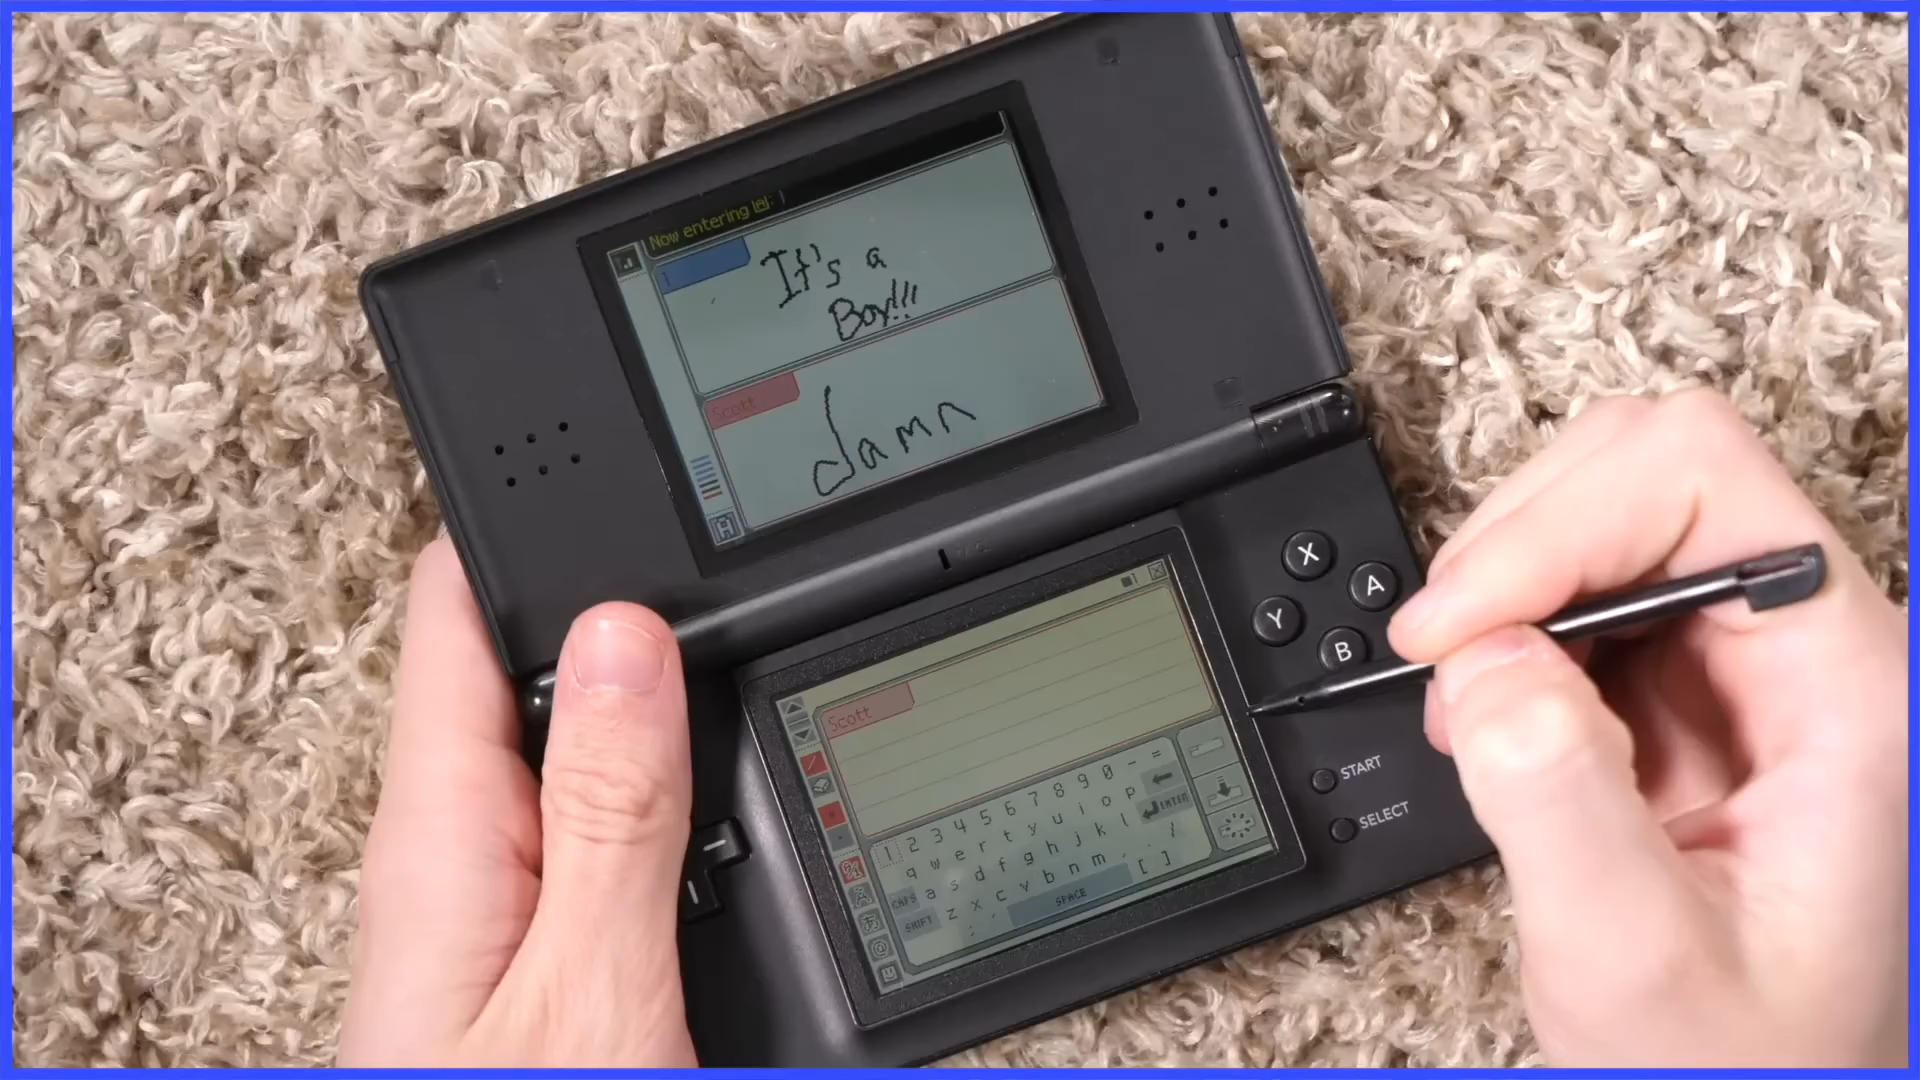 Now entering A: 1
It's a
Boy!!!
Scott
damn
X
A
Y
B
START
SELECT
Scott
1 2 3 4 5 6 7 8 9 0 - =
q w e r t y u i o p
ENTER
CAPS a s d f g h j k l
SHIFT z x c v b n m , . /
; ' SPACE [ ]